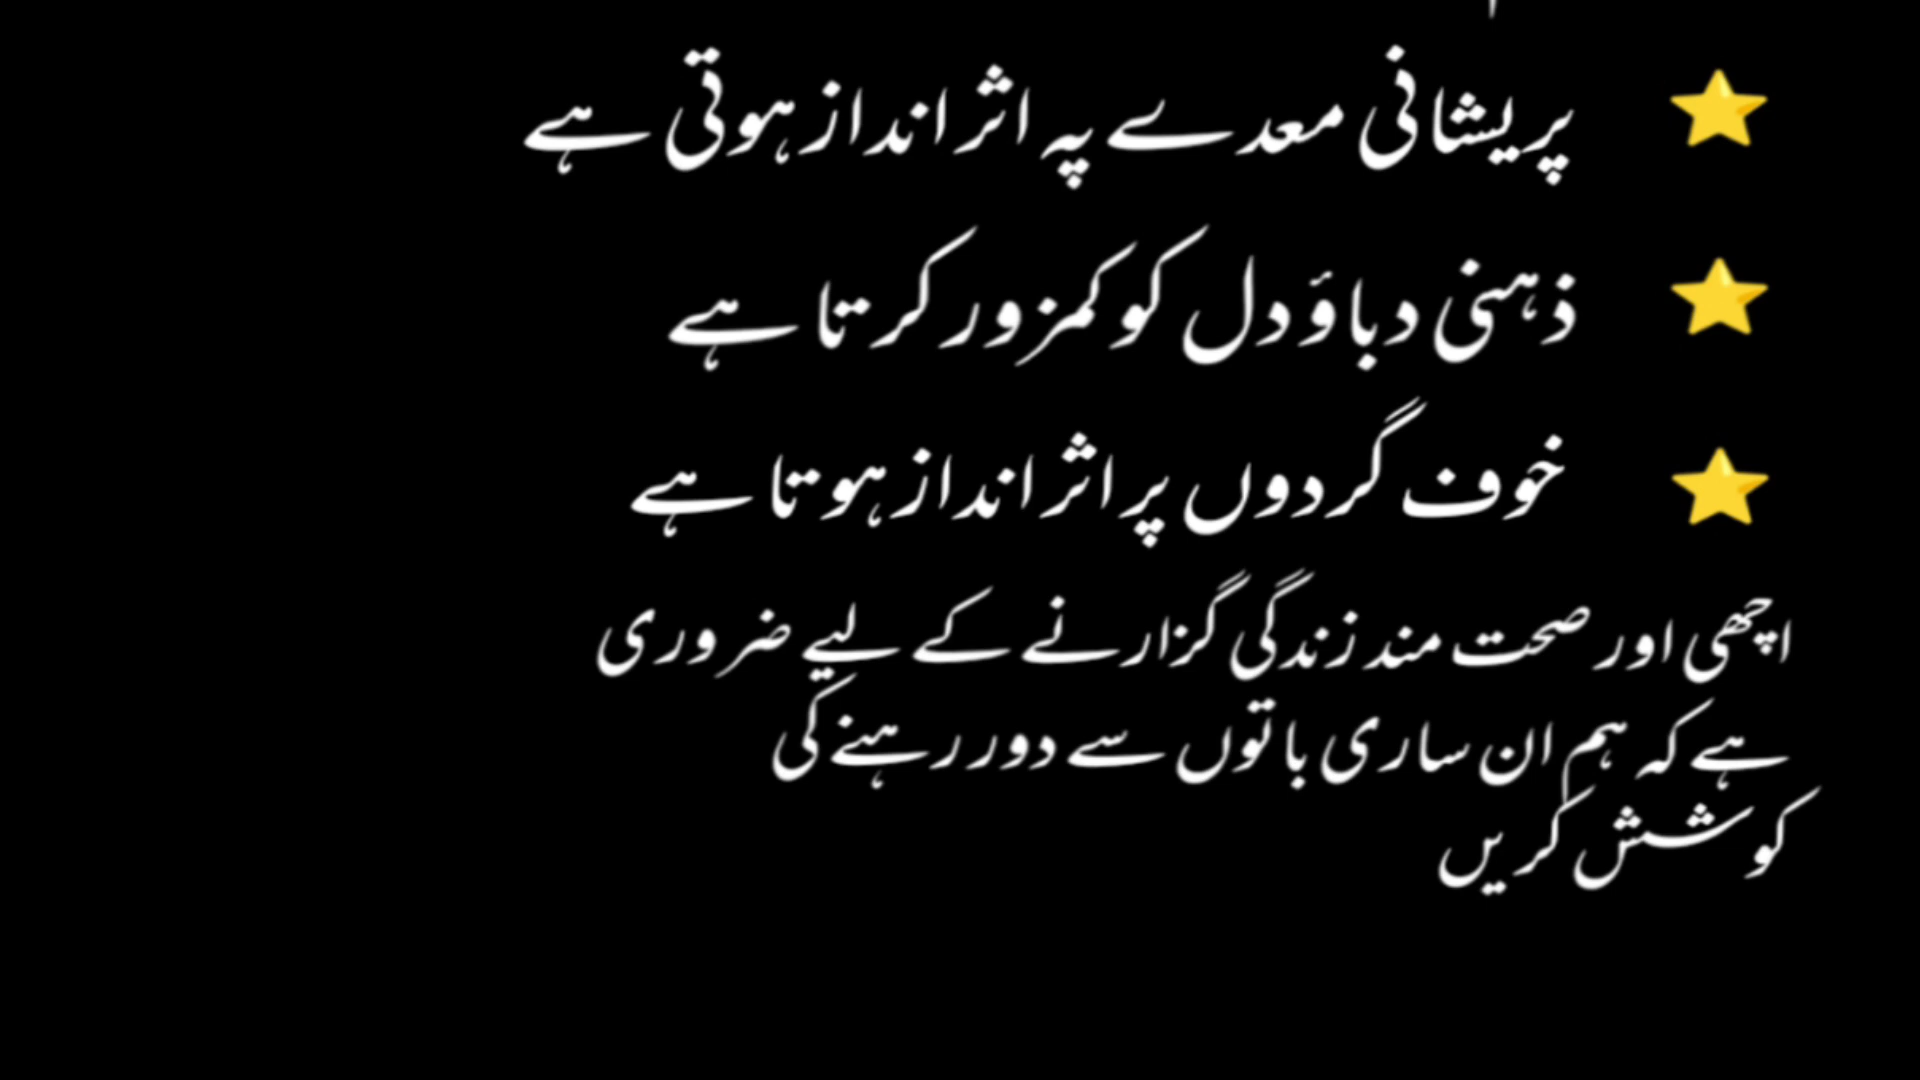 ⭐ پریشانی معدے پہ اثر انداز ہوتی ہے
⭐ ذہنی دباؤ دل کو کمزور کرتا ہے
⭐ خوف گردوں پر اثر انداز ہوتا ہے
اچھی اور صحت مند زندگی گزارنے کے لیے ضروری
ہے کہ ہم ان ساری باتوں سے دور رہنے کی
کوشش کریں